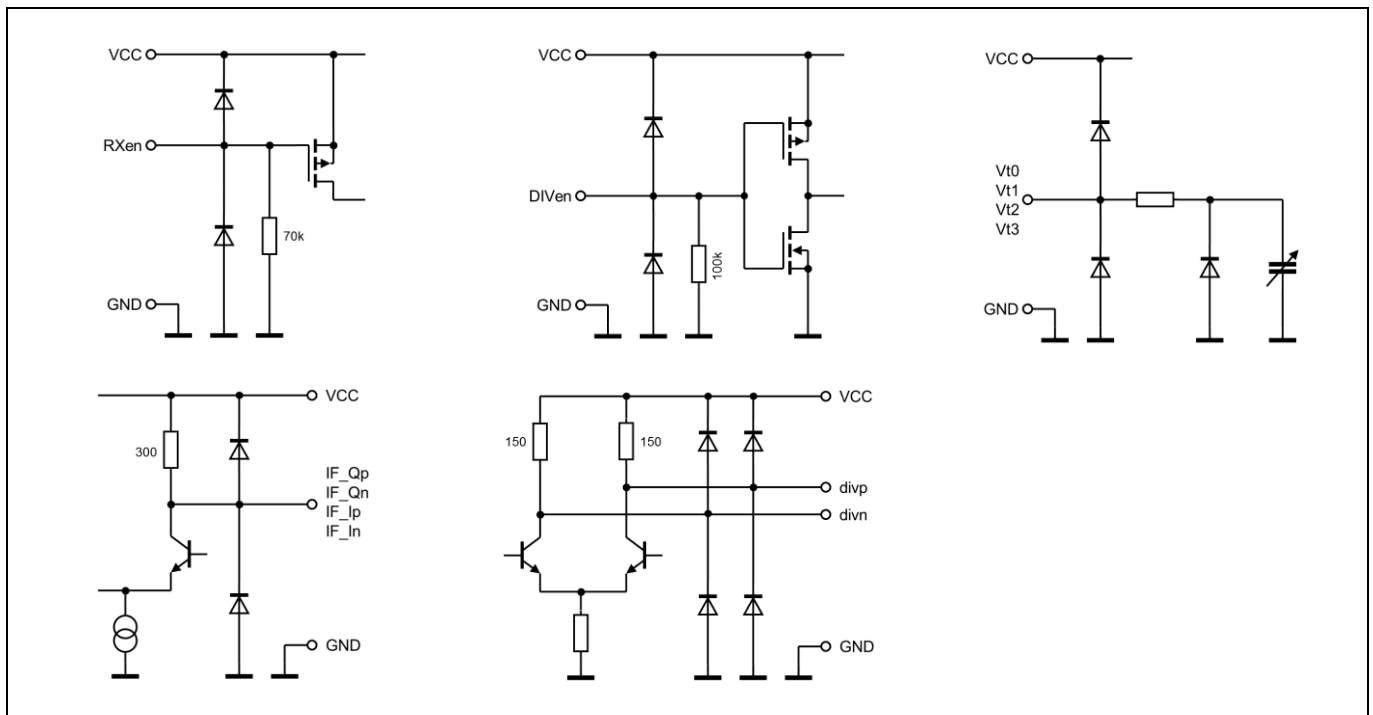 VCC
RXen
70k
GND
VCC
DIVen
100k
GND
VCC
Vt0
Vt1
Vt2
Vt3
GND
VCC
300
IF_Qp
IF_Qn
IF_Ip
IF_In
GND
VCC
150
150
divp
divn
GND